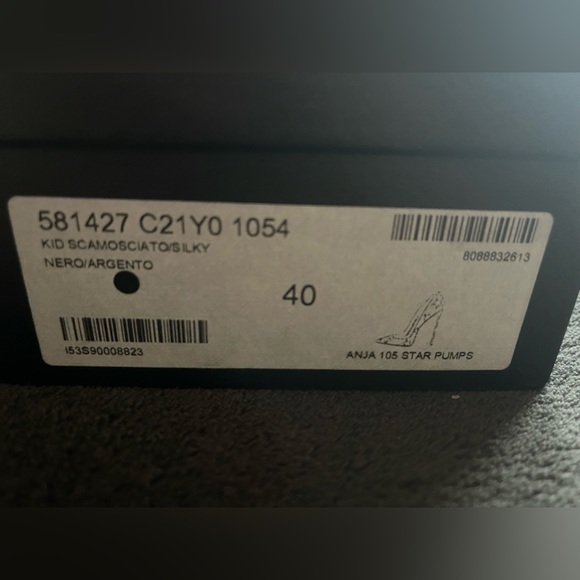 581427 C21Y0 1054
KID SCAMOSCIATO/SILKY
NERO/ARGENTO
8088832613
40
I53S90008823
ANJA 105 STAR PUMPS